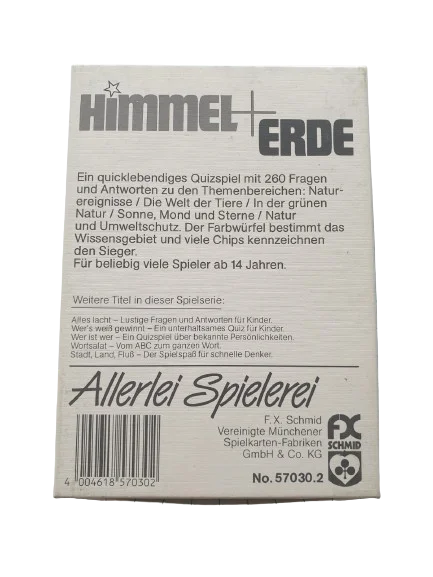 HIMMEL+
ERDE
Ein quicklebendiges Quizspiel mit 260 Fragen
und Antworten zu den Themenbereichen: Natur-
ereignisse / Die Welt der Tiere / In der grünen
Natur / Sonne, Mond und Sterne / Natur
und Umweltschutz. Der Farbwürfel bestimmt das
Wissensgebiet und viele Chips kennzeichnen
den Sieger.
Für beliebig viele Spieler ab 14 Jahren.
Weitere Titel in dieser Spielserie:
Alles lacht – Lustige Fragen und Antworten für Kinder.
Wer's weiß gewinnt – Ein unterhaltsames Quiz für Kinder.
Wer ist wer – Ein Quizspiel über bekannte Persönlichkeiten.
Wortsalat – Vom ABC zum ganzen Wort.
Stadt, Land, Fluß – Der Spielspaß für schnelle Denker.
Allerlei Spielerei
F. X. Schmid
Vereinigte Münchener
Spielkarten-Fabriken
GmbH & Co. KG
FX
SCHMID
No. 57030.2
4 004618 570302